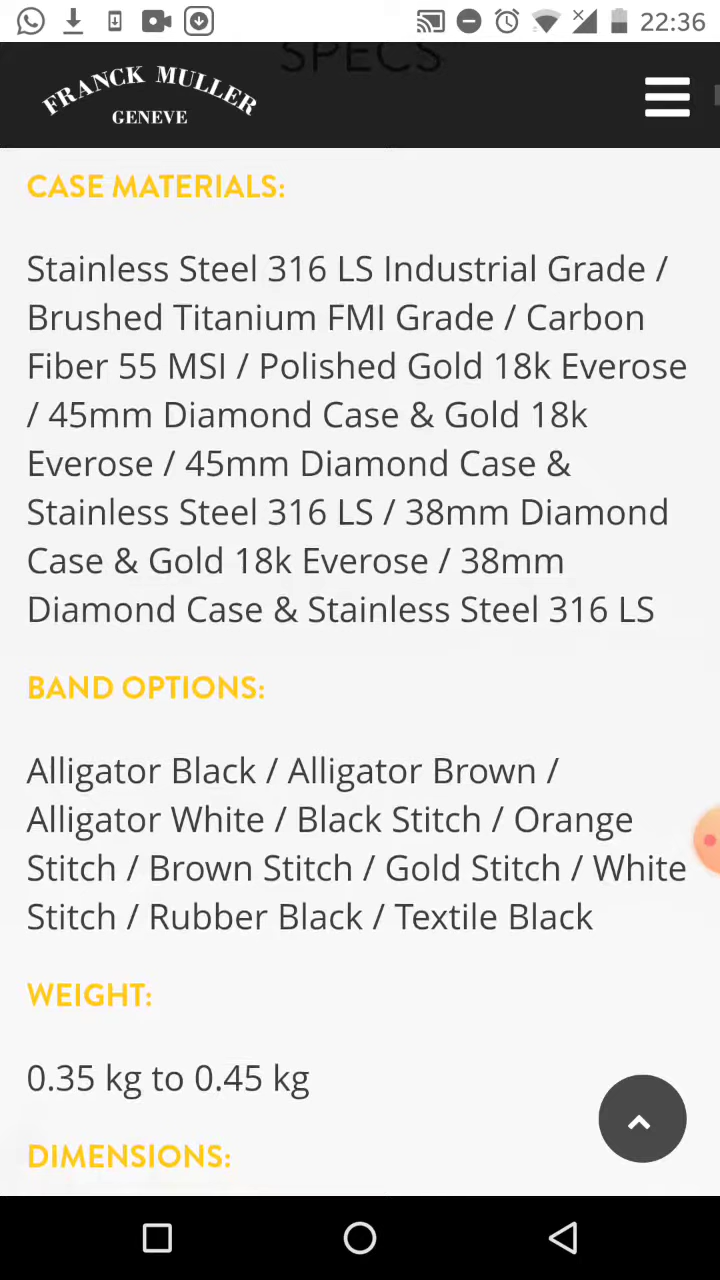 22:36
SPECS
FRANCK MULLER
GENEVE
CASE MATERIALS:
Stainless Steel 316 LS Industrial Grade /
Brushed Titanium FMI Grade / Carbon
Fiber 55 MSI / Polished Gold 18k Everose
/ 45mm Diamond Case & Gold 18k
Everose / 45mm Diamond Case &
Stainless Steel 316 LS / 38mm Diamond
Case & Gold 18k Everose / 38mm
Diamond Case & Stainless Steel 316 LS
BAND OPTIONS:
Alligator Black / Alligator Brown /
Alligator White / Black Stitch / Orange
Stitch / Brown Stitch / Gold Stitch / White
Stitch / Rubber Black / Textile Black
WEIGHT:
0.35 kg to 0.45 kg
DIMENSIONS: